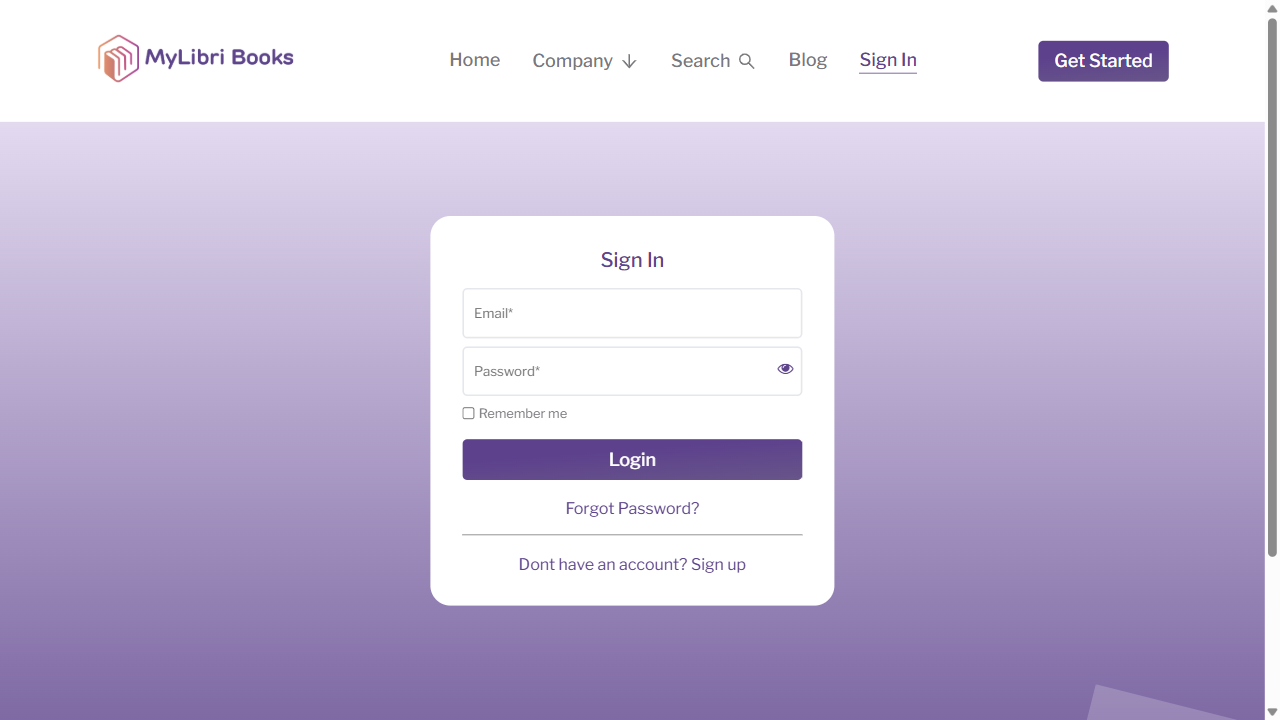 MyLibri Books
Home
Company
Search
Blog
Sign In
Get Started
Sign In
Email*
Password*
Remember me
Login
Forgot Password?
Dont have an account? Sign up